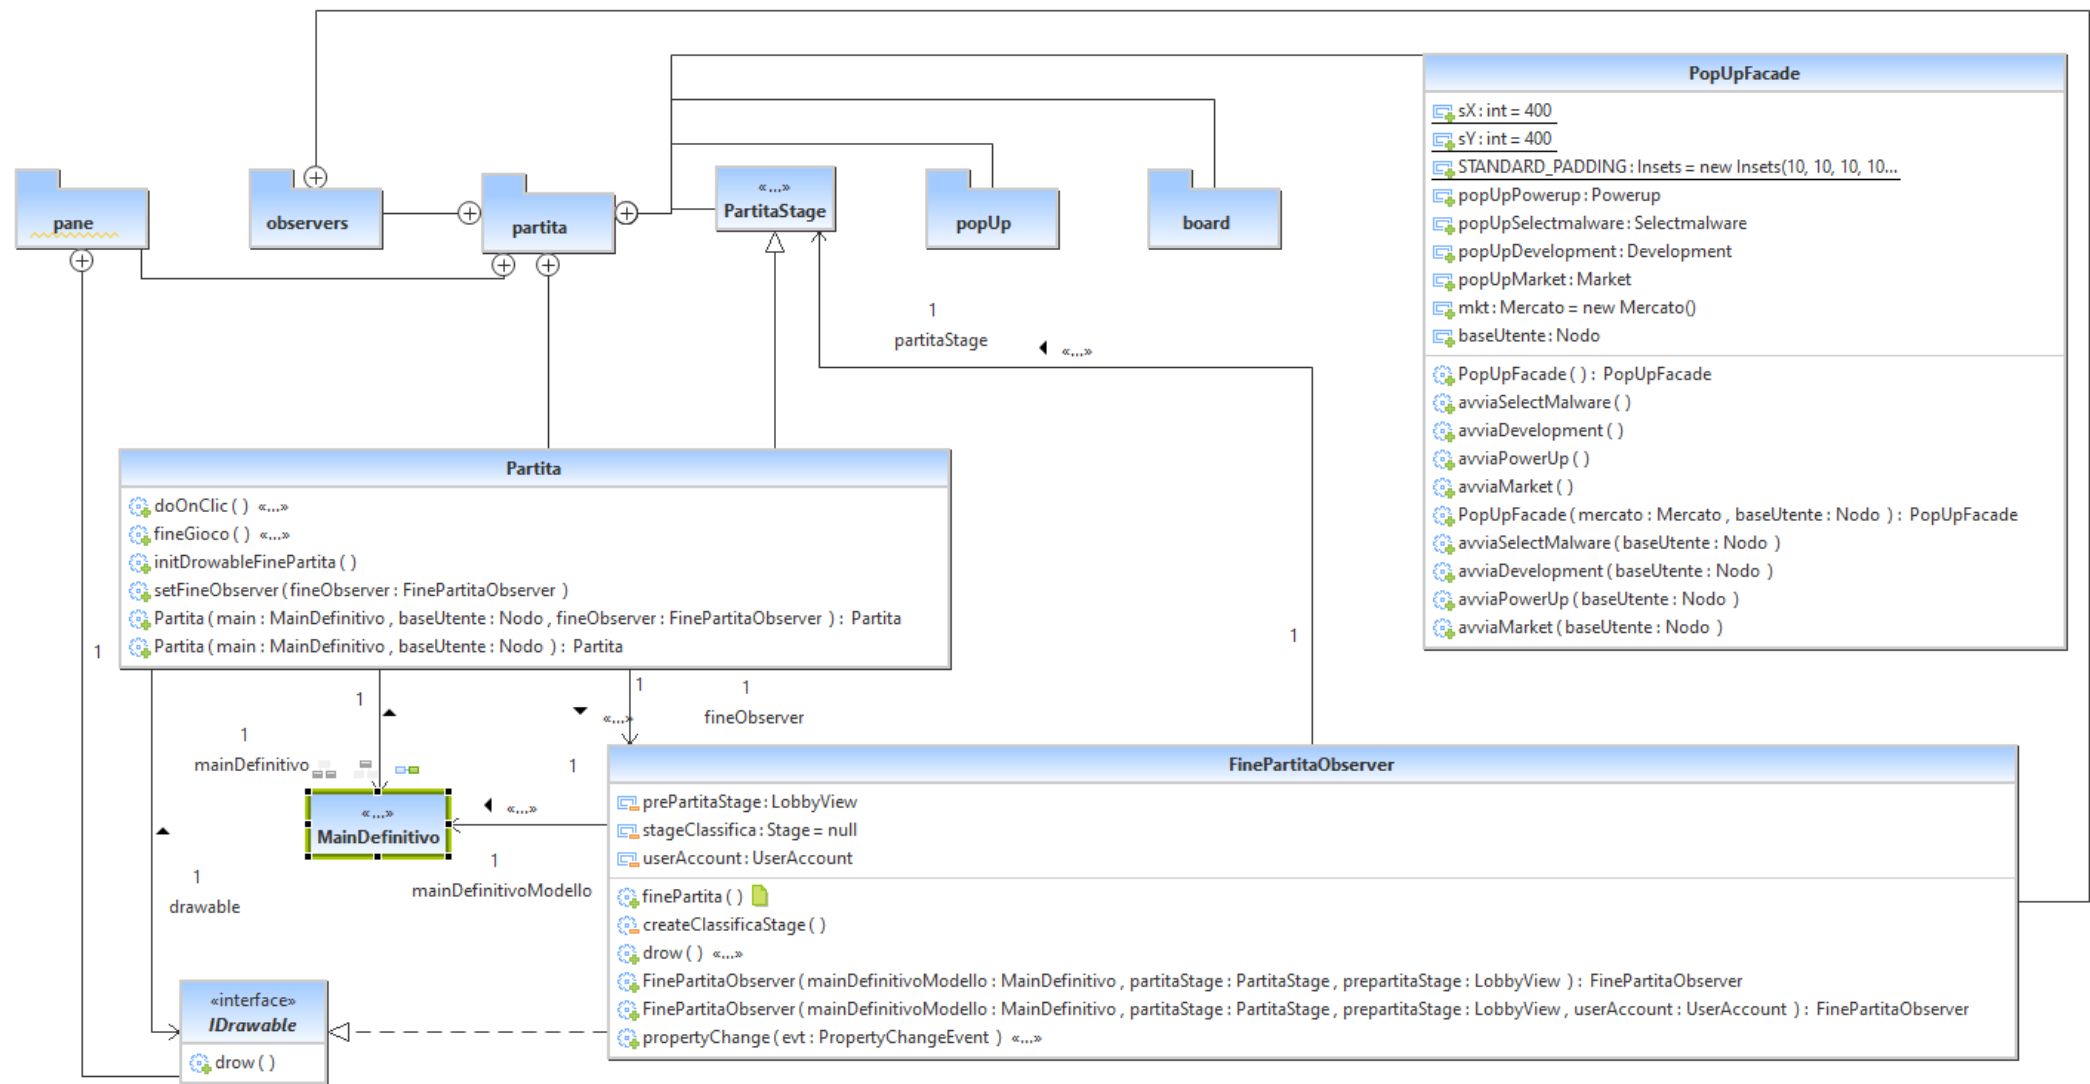 PopUpFacade
sX : int = 400
sY : int = 400
STANDARD_PADDING : Insets = new Insets(10, 10, 10, 10...
popUpPowerup : Powerup
popUpSelectmalware : Selectmalware
popUpDevelopment : Development
popUpMarket : Market
mkt : Mercato = new Mercato()
baseUtente : Nodo
PopUpFacade ( ) : PopUpFacade
avviaSelectMalware ( )
avviaDevelopment ( )
avviaPowerUp ( )
avviaMarket ( )
PopUpFacade ( mercato : Mercato , baseUtente : Nodo ) : PopUpFacade
avviaSelectMalware ( baseUtente : Nodo )
avviaDevelopment ( baseUtente : Nodo )
avviaPowerUp ( baseUtente : Nodo )
avviaMarket ( baseUtente : Nodo )
pane
observers
partita
«...»
PartitaStage
popUp
board
1
partitaStage
«...»
Partita
doOnClic ( ) «...»
fineGioco ( ) «...»
initDrowableFinePartita ( )
setFineObserver ( fineObserver : FinePartitaObserver )
Partita ( main : MainDefinitivo , baseUtente : Nodo , fineObserver : FinePartitaObserver ) : Partita
Partita ( main : MainDefinitivo , baseUtente : Nodo ) : Partita
1
1
1
1
1
«...»
fineObserver
1
mainDefinitivo
1
«...»
MainDefinitivo
«...»
1
mainDefinitivoModello
1
drawable
FinePartitaObserver
prePartitaStage : LobbyView
stageClassifica : Stage = null
userAccount : UserAccount
finePartita ( )
createClassificaStage ( )
drow ( ) «...»
FinePartitaObserver ( mainDefinitivoModello : MainDefinitivo , partitaStage : PartitaStage , prepartitaStage : LobbyView ) : FinePartitaObserver
FinePartitaObserver ( mainDefinitivoModello : MainDefinitivo , partitaStage : PartitaStage , prepartitaStage : LobbyView , userAccount : UserAccount ) : FinePartitaObserver
propertyChange ( evt : PropertyChangeEvent ) «...»
«interface»
IDrawable
drow ( )